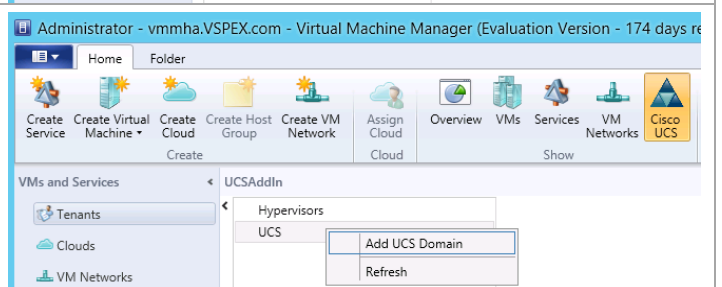 Administrator - vmmha.VSPEX.com - Virtual Machine Manager (Evaluation Version - 174 days re
Home Folder
Create Service
Create Virtual Machine
Create Cloud
Create Host Group
Create VM Network
Assign Cloud
Overview
VMs
Services
VM Networks
Cisco UCS
Create
Cloud
Show
VMs and Services
UCSAddIn
Tenants
Hypervisors
UCS
Add UCS Domain
Clouds
Refresh
VM Networks